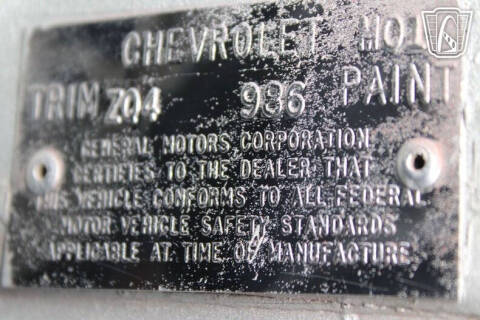 CHEVROLET MO
TRIM ZQ4 986 PAINT
GENERAL MOTORS CORPORATION
CERTIFIES TO THE DEALER THAT
THIS VEHICLE CONFORMS TO ALL FEDERAL
MOTOR VEHICLE SAFETY STANDARDS
APPLICABLE AT TIME OF MANUFACTURE